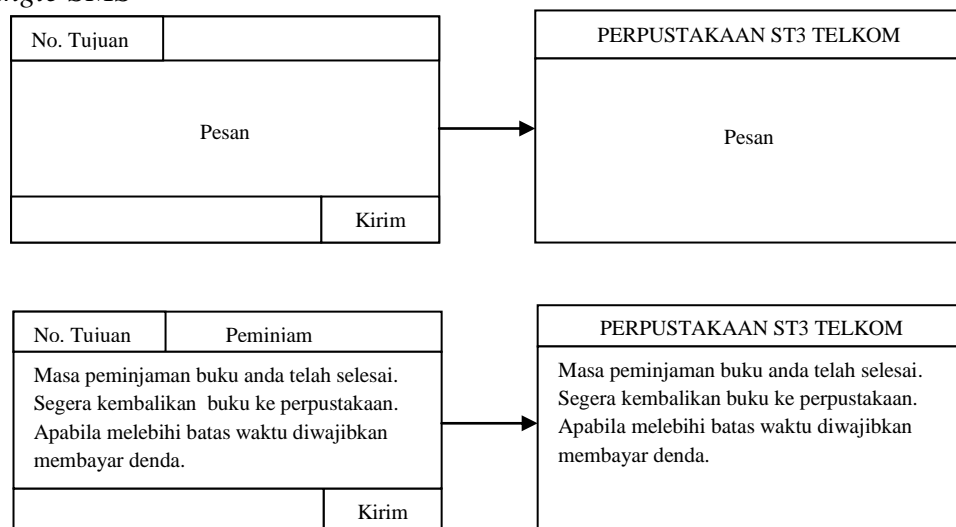 SMS
No. Tujuan
Pesan
Kirim
PERPUSTAKAAN ST3 TELKOM
Pesan
No. Tujuan
Peminjam
Masa peminjaman buku anda telah selesai.
Segera kembalikan buku ke perpustakaan.
Apabila melebihi batas waktu diwajibkan
membayar denda.
Kirim
PERPUSTAKAAN ST3 TELKOM
Masa peminjaman buku anda telah selesai.
Segera kembalikan buku ke perpustakaan.
Apabila melebihi batas waktu diwajibkan
membayar denda.